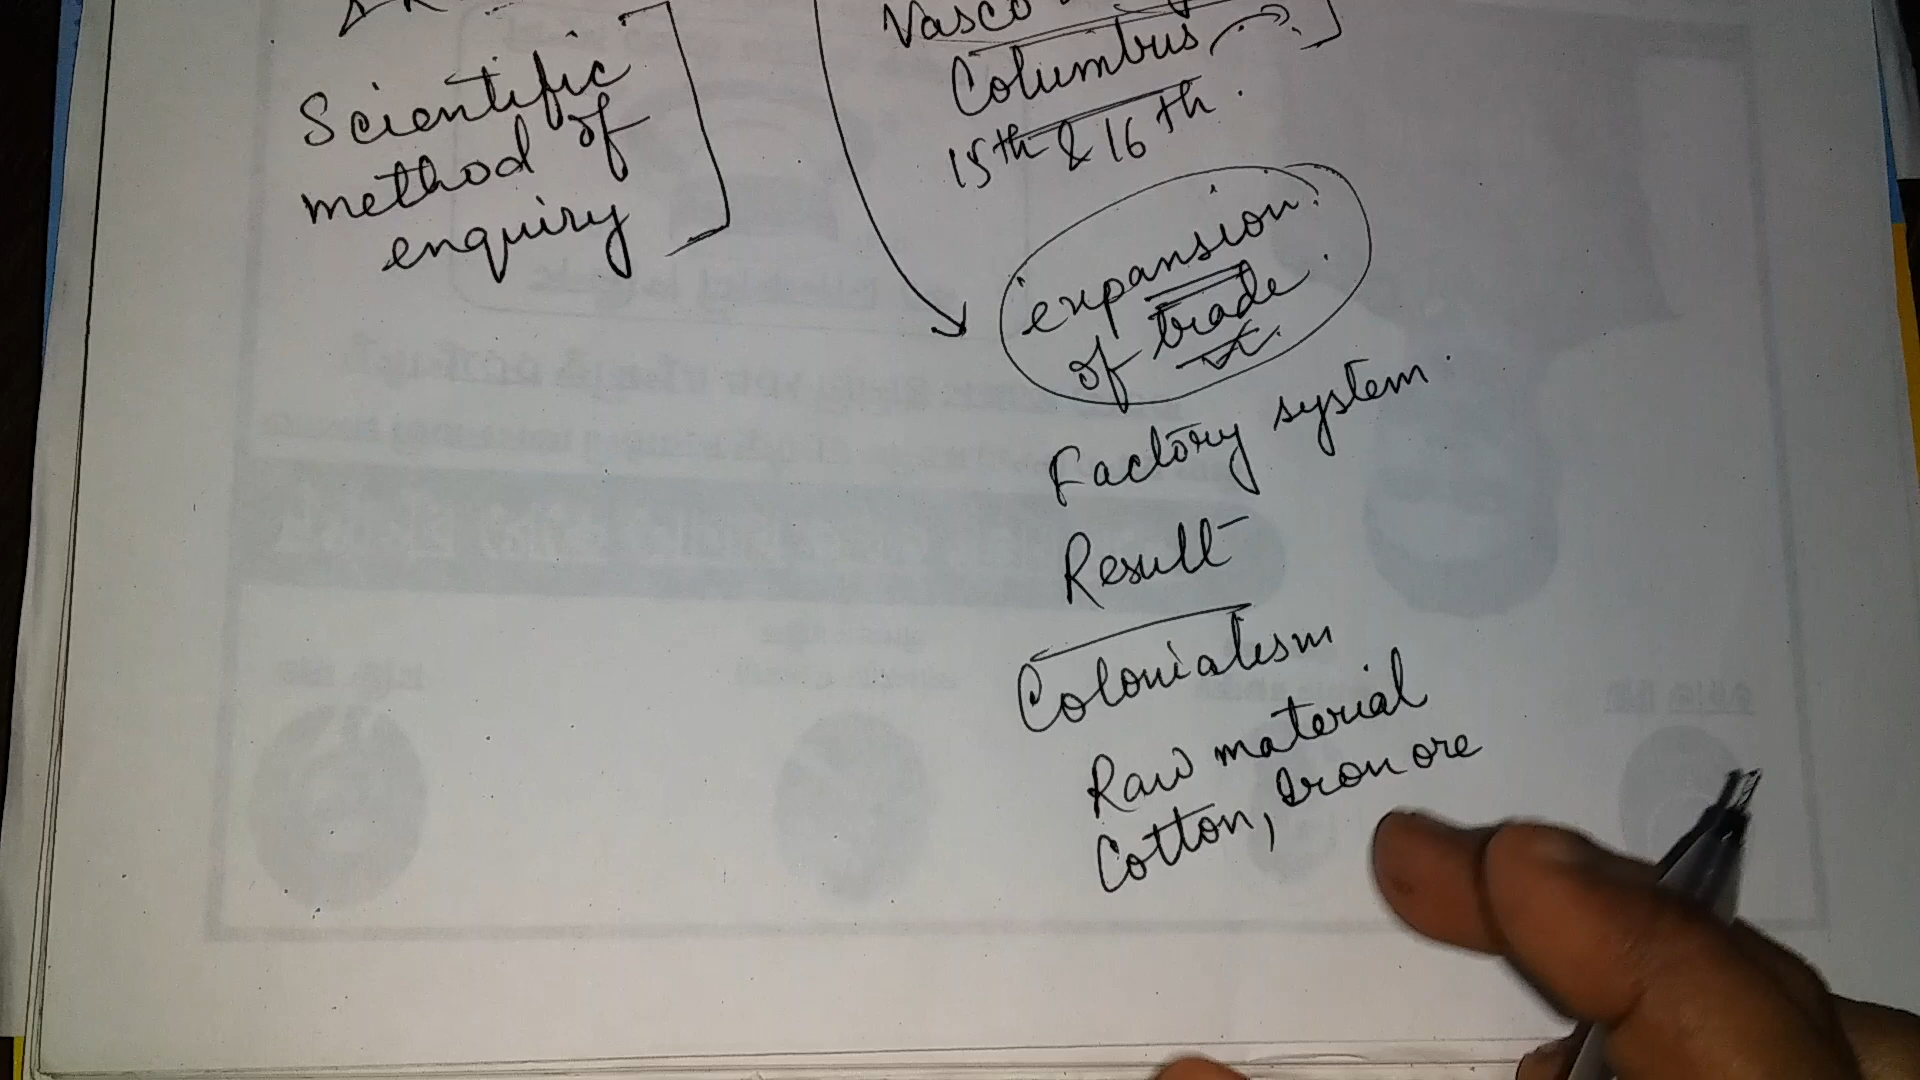 Scientific
method of
enquiry
Vasco
Columbus
15th & 16th.
expansion
of trade.
Factory system.
Result
Colonialism
Raw material
Cotton, Iron ore